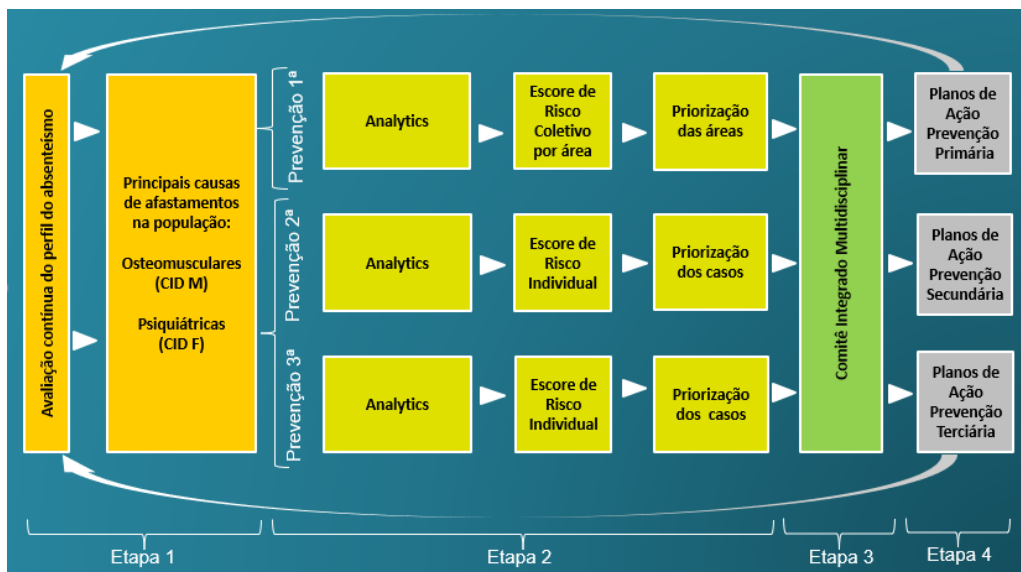 Avaliação contínua do perfil do absenteísmo
Principais causas
de afastamentos
na população:
Osteomusculares
(CID M)
Psiquiátricas
(CID F)
Prevenção 1ª
Analytics
Escore de
Risco
Coletivo
por área
Priorização
das áreas
Prevenção 2ª
Analytics
Escore de
Risco
Individual
Priorização
dos casos
Prevenção 3ª
Analytics
Escore de
Risco
Individual
Priorização
dos casos
Comitê Integrado Multidisciplinar
Planos de
Ação
Prevenção
Primária
Planos de
Ação
Prevenção
Secundária
Planos de
Ação
Prevenção
Terciária
Etapa 1
Etapa 2
Etapa 3
Etapa 4